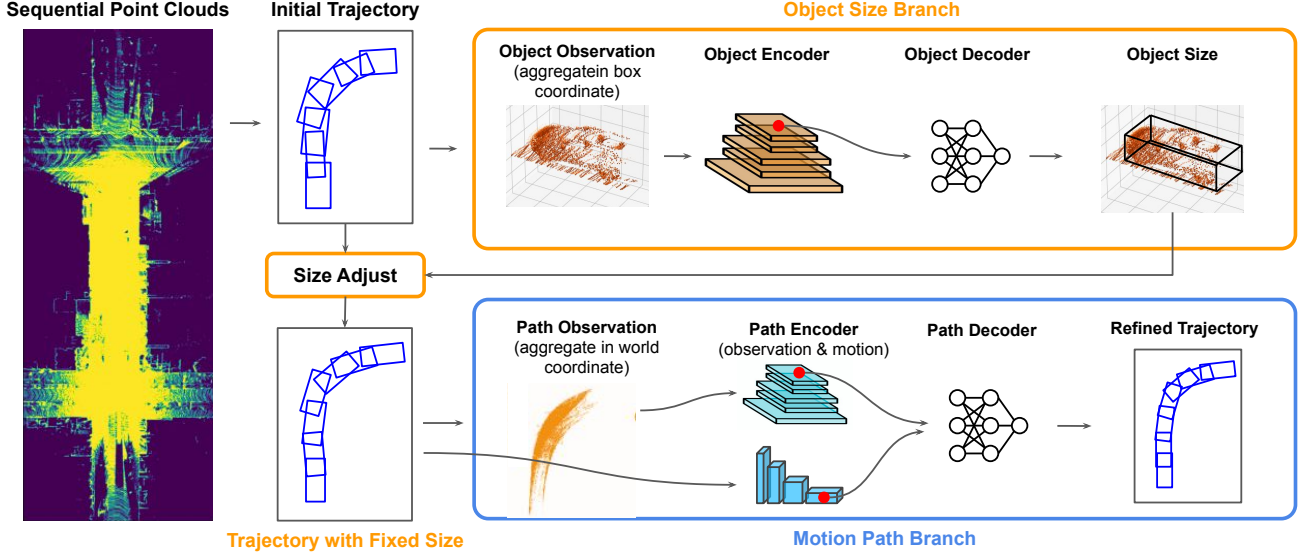 Sequential Point Clouds
Initial Trajectory
Object Size Branch
Object Observation
(aggregatein box
coordinate)
Object Encoder
Object Decoder
Object Size
Size Adjust
Path Observation
(aggregate in world
coordinate)
Path Encoder
(observation & motion)
Path Decoder
Refined Trajectory
Trajectory with Fixed Size
Motion Path Branch